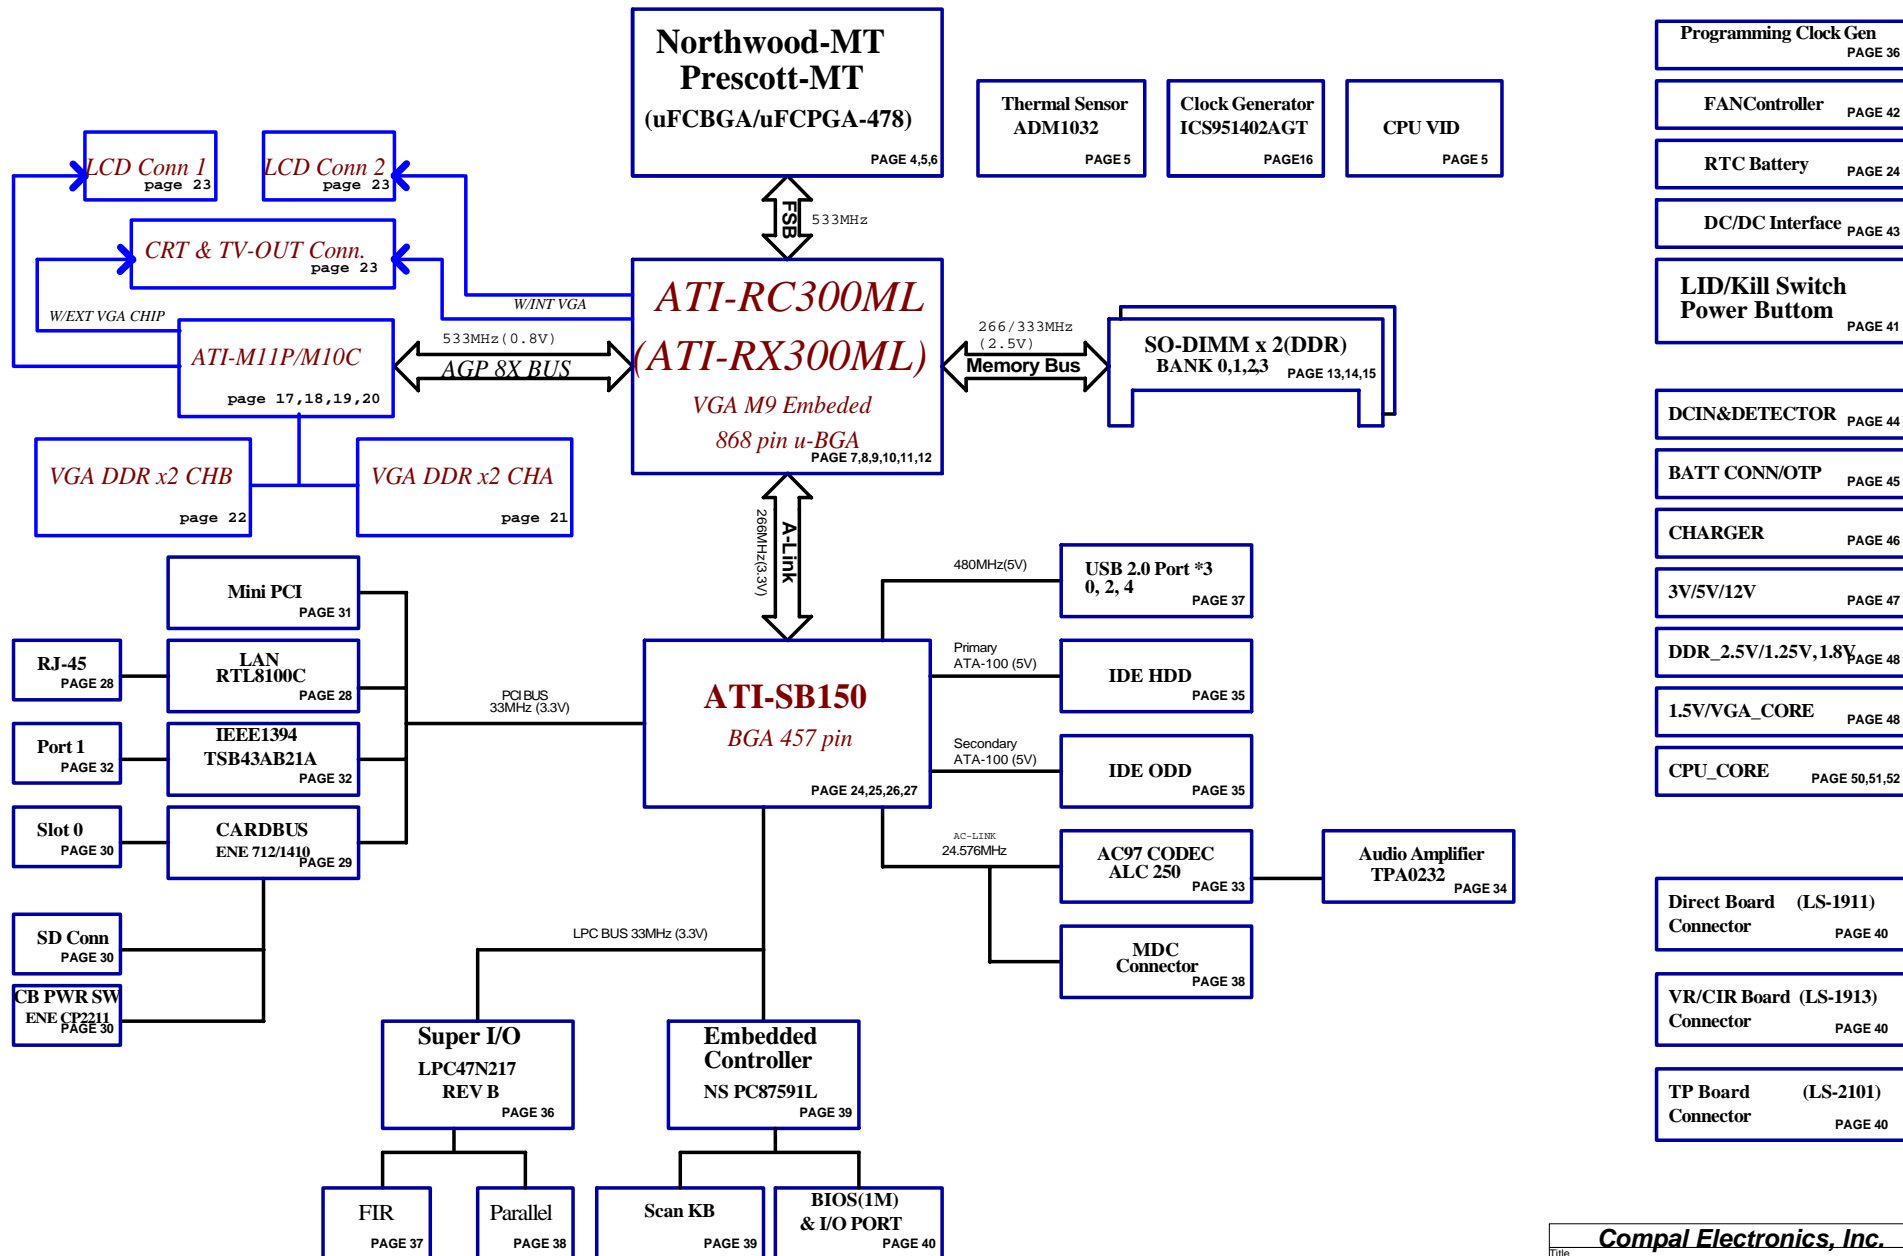 Northwood-MT
Prescott-MT
(uFCBGA/uFCPGA-478)
PAGE 4,5,6
Thermal Sensor
ADM1032
PAGE 5
Clock Generator
ICS951402AGT
PAGE16
CPU VID
PAGE 5
Programming Clock Gen
PAGE 36
FANController
PAGE 42
RTC Battery
PAGE 24
DC/DC Interface
PAGE 43
LID/Kill Switch
Power Buttom
PAGE 41
LCD Conn 1
page 23
LCD Conn 2
page 23
CRT & TV-OUT Conn.
page 23
FSB
533MHz
W/EXT VGA CHIP
W/INT VGA
ATI-M11P/M10C
page 17,18,19,20
533MHz(0.8V)
AGP 8X BUS
ATI-RC300ML
(ATI-RX300ML)
VGA M9 Embeded
868 pin u-BGA
PAGE 7,8,9,10,11,12
266/333MHz
(2.5V)
Memory Bus
SO-DIMM x 2(DDR)
BANK 0,1,2,3
PAGE 13,14,15
VGA DDR x2 CHB
page 22
VGA DDR x2 CHA
page 21
A-Link
266MHz(3.3V)
DCIN&DETECTOR
PAGE 44
BATT CONN/OTP
PAGE 45
CHARGER
PAGE 46
3V/5V/12V
PAGE 47
DDR_2.5V/1.25V,1.8V
PAGE 48
1.5V/VGA_CORE
PAGE 48
CPU_CORE
PAGE 50,51,52
Mini PCI
PAGE 31
RJ-45
PAGE 28
LAN
RTL8100C
PAGE 28
Port 1
PAGE 32
IEEE1394
TSB43AB21A
PAGE 32
Slot 0
PAGE 30
CARDBUS
ENE 712/1410
PAGE 29
SD Conn
PAGE 30
CB PWR SW
ENE CP2211
PAGE 30
PCI BUS
33MHz (3.3V)
ATI-SB150
BGA 457 pin
PAGE 24,25,26,27
480MHz(5V)
USB 2.0 Port *3
0, 2, 4
PAGE 37
Primary
ATA-100 (5V)
IDE HDD
PAGE 35
Secondary
ATA-100 (5V)
IDE ODD
PAGE 35
AC-LINK
24.576MHz
AC97 CODEC
ALC 250
PAGE 33
Audio Amplifier
TPA0232
PAGE 34
MDC
Connector
PAGE 38
LPC BUS 33MHz (3.3V)
Super I/O
LPC47N217
REV B
PAGE 36
Embedded
Controller
NS PC87591L
PAGE 39
FIR
PAGE 37
Parallel
PAGE 38
Scan KB
PAGE 39
BIOS(1M)
& I/O PORT
PAGE 40
Direct Board (LS-1911)
Connector
PAGE 40
VR/CIR Board (LS-1913)
Connector
PAGE 40
TP Board (LS-2101)
Connector
PAGE 40
Compal Electronics, Inc.
Title